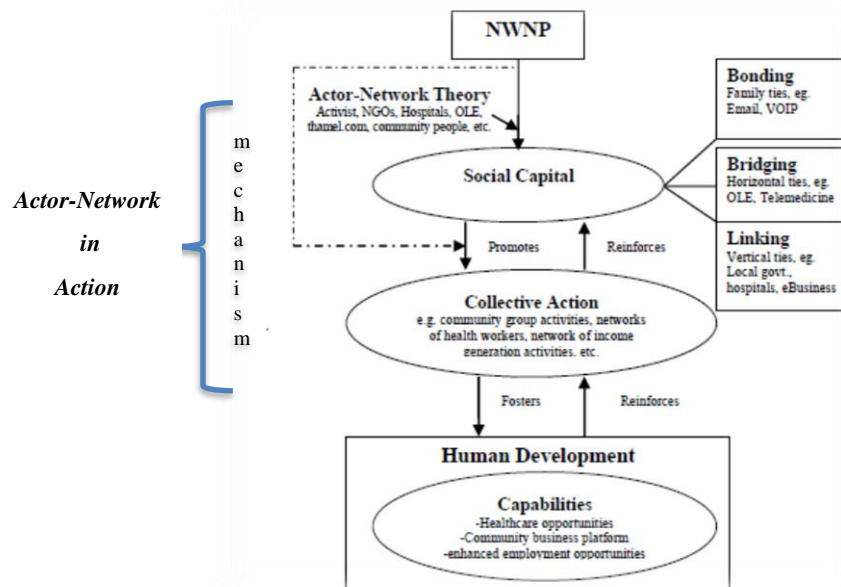 NWNP
Actor-Network Theory
Activist, NGOs, Hospitals, OLE,
thamel.com, community people, etc.
Bonding
Family ties, eg.
Email, VOIP
Bridging
Horizontal ties, eg.
OLE, Telemedicine
Linking
Vertical ties, eg.
Local govt.,
hospitals, eBusiness
Actor-Network
in
Action
m
e
c
h
a
n
i
s
m
Social Capital
Promotes
Reinforces
Collective Action
e.g. community group activities, networks
of health workers, network of income
generation activities. etc.
Fosters
Reinforces
Human Development
Capabilities
-Healthcare opportunities
-Community business platform
-enhanced employment opportunities